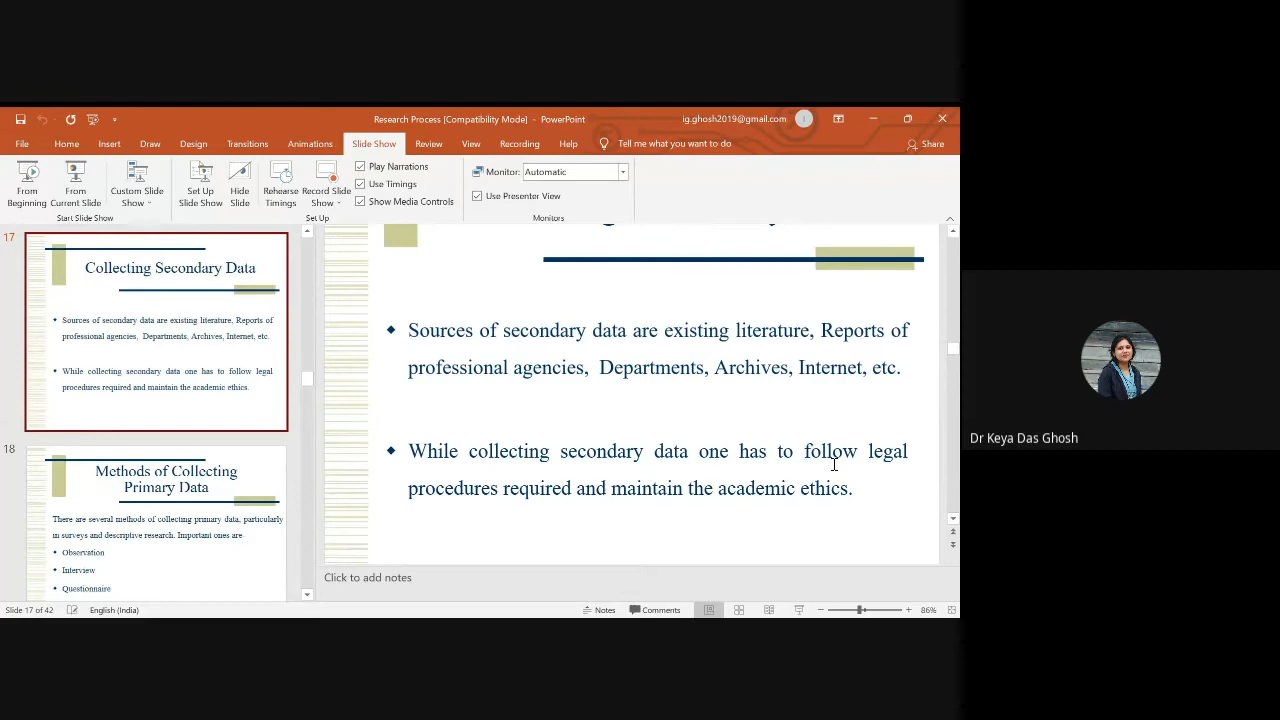 Research Process [Compatibility Mode] - PowerPoint
ig.ghosh2019@gmail.com
I
File Home Insert Draw Design Transitions Animations Slide Show Review View Recording Help Tell me what you want to do Share
From Beginning
From Current Slide
Custom Slide Show
Set Up Slide Show
Hide Slide
Rehearse Timings
Record Slide Show
Play Narrations
Use Timings
Show Media Controls
Monitor: Automatic
Use Presenter View
Start Slide Show
Set Up
Monitors
17
Collecting Secondary Data
Sources of secondary data are existing literature, Reports of
professional agencies, Departments, Archives, Internet, etc.
While collecting secondary data one has to follow legal
procedures required and maintain the academic ethics.
18
Methods of Collecting
Primary Data
There are several methods of collecting primary data, particularly
in surveys and descriptive research. Important ones are
Observation
Interview
Questionnaire
Sources of secondary data are existing literature, Reports of
professional agencies, Departments, Archives, Internet, etc.
While collecting secondary data one has to follow legal
procedures required and maintain the academic ethics.
Click to add notes
Slide 17 of 42
English (India)
Notes
Comments
86%
Dr Keya Das Ghosh